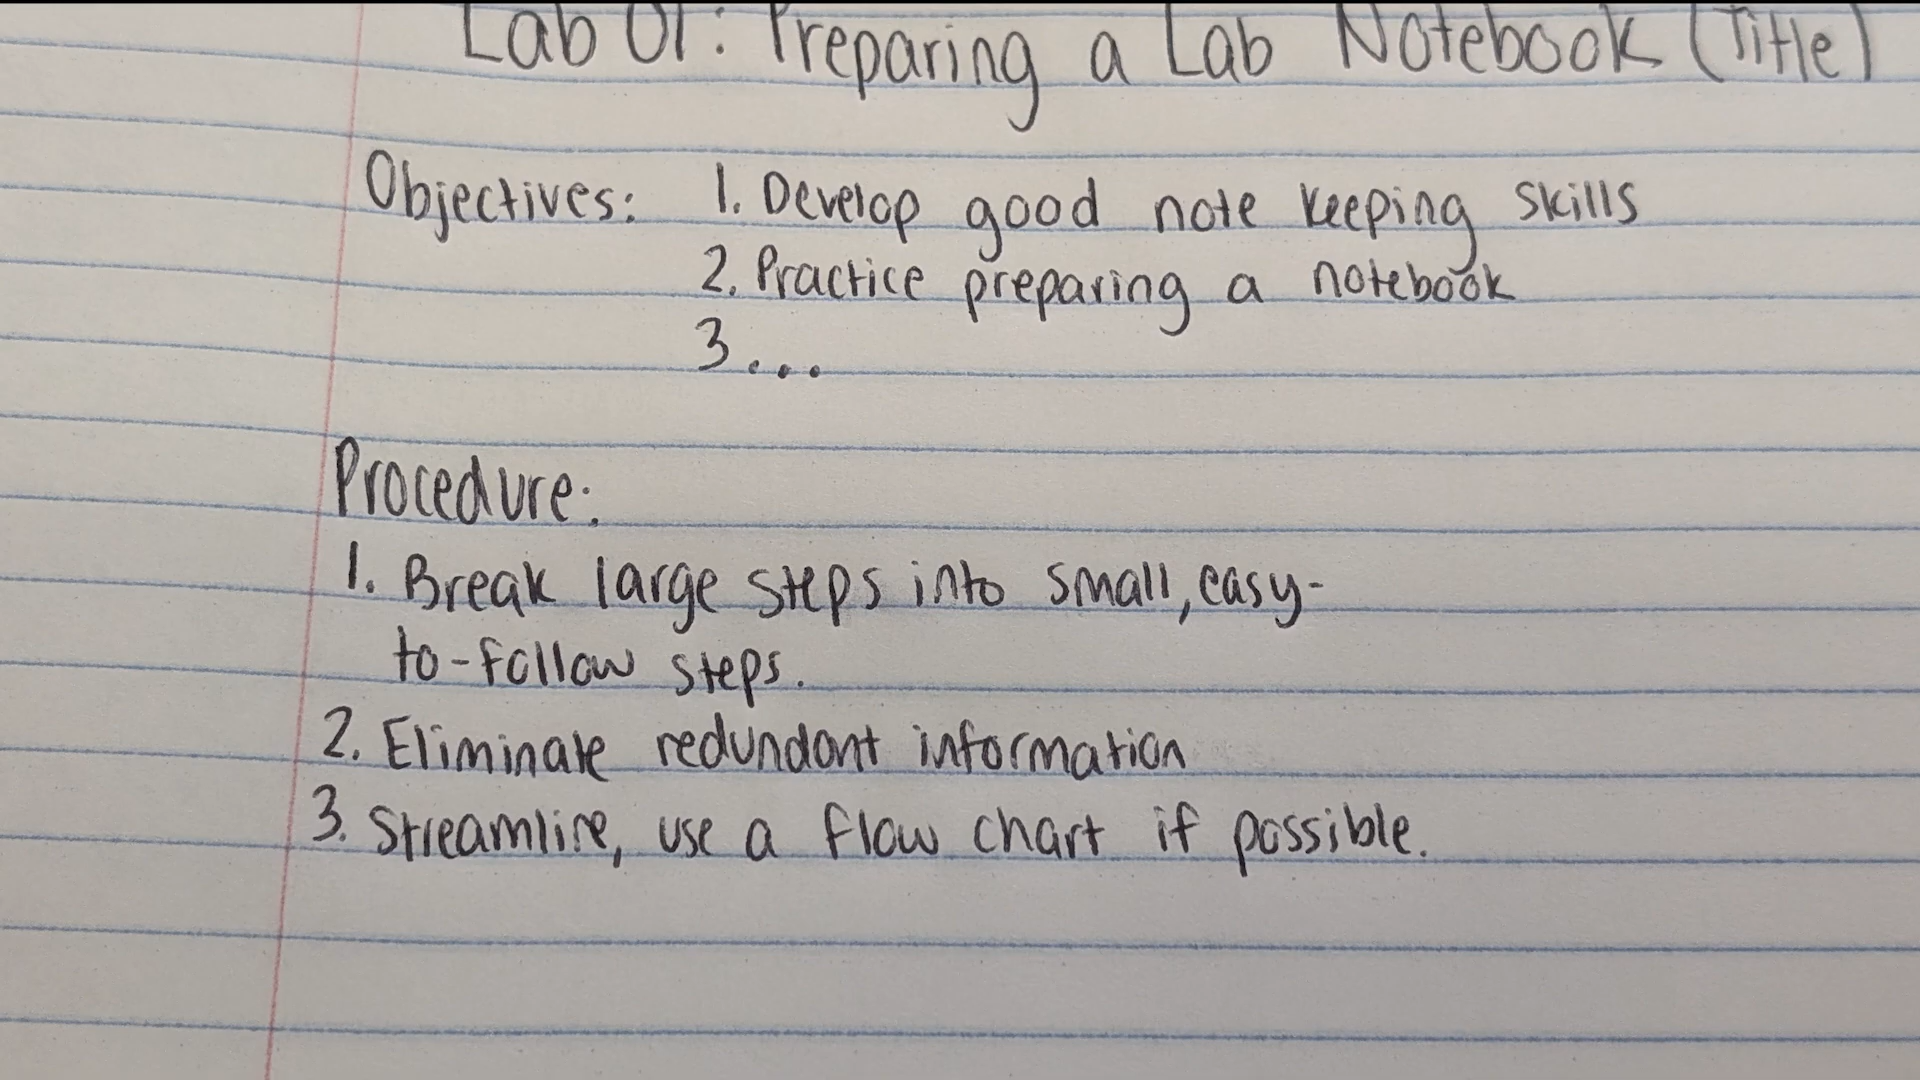 Lab 01: Preparing a Lab Notebook (Title)
Objectives: 1. Develop good note keeping skills
2. Practice preparing a notebook
3...
Procedure:
1. Break large steps into small, easy-
to-follow steps.
2. Eliminate redundant information
3. Streamline, use a flow chart if possible.